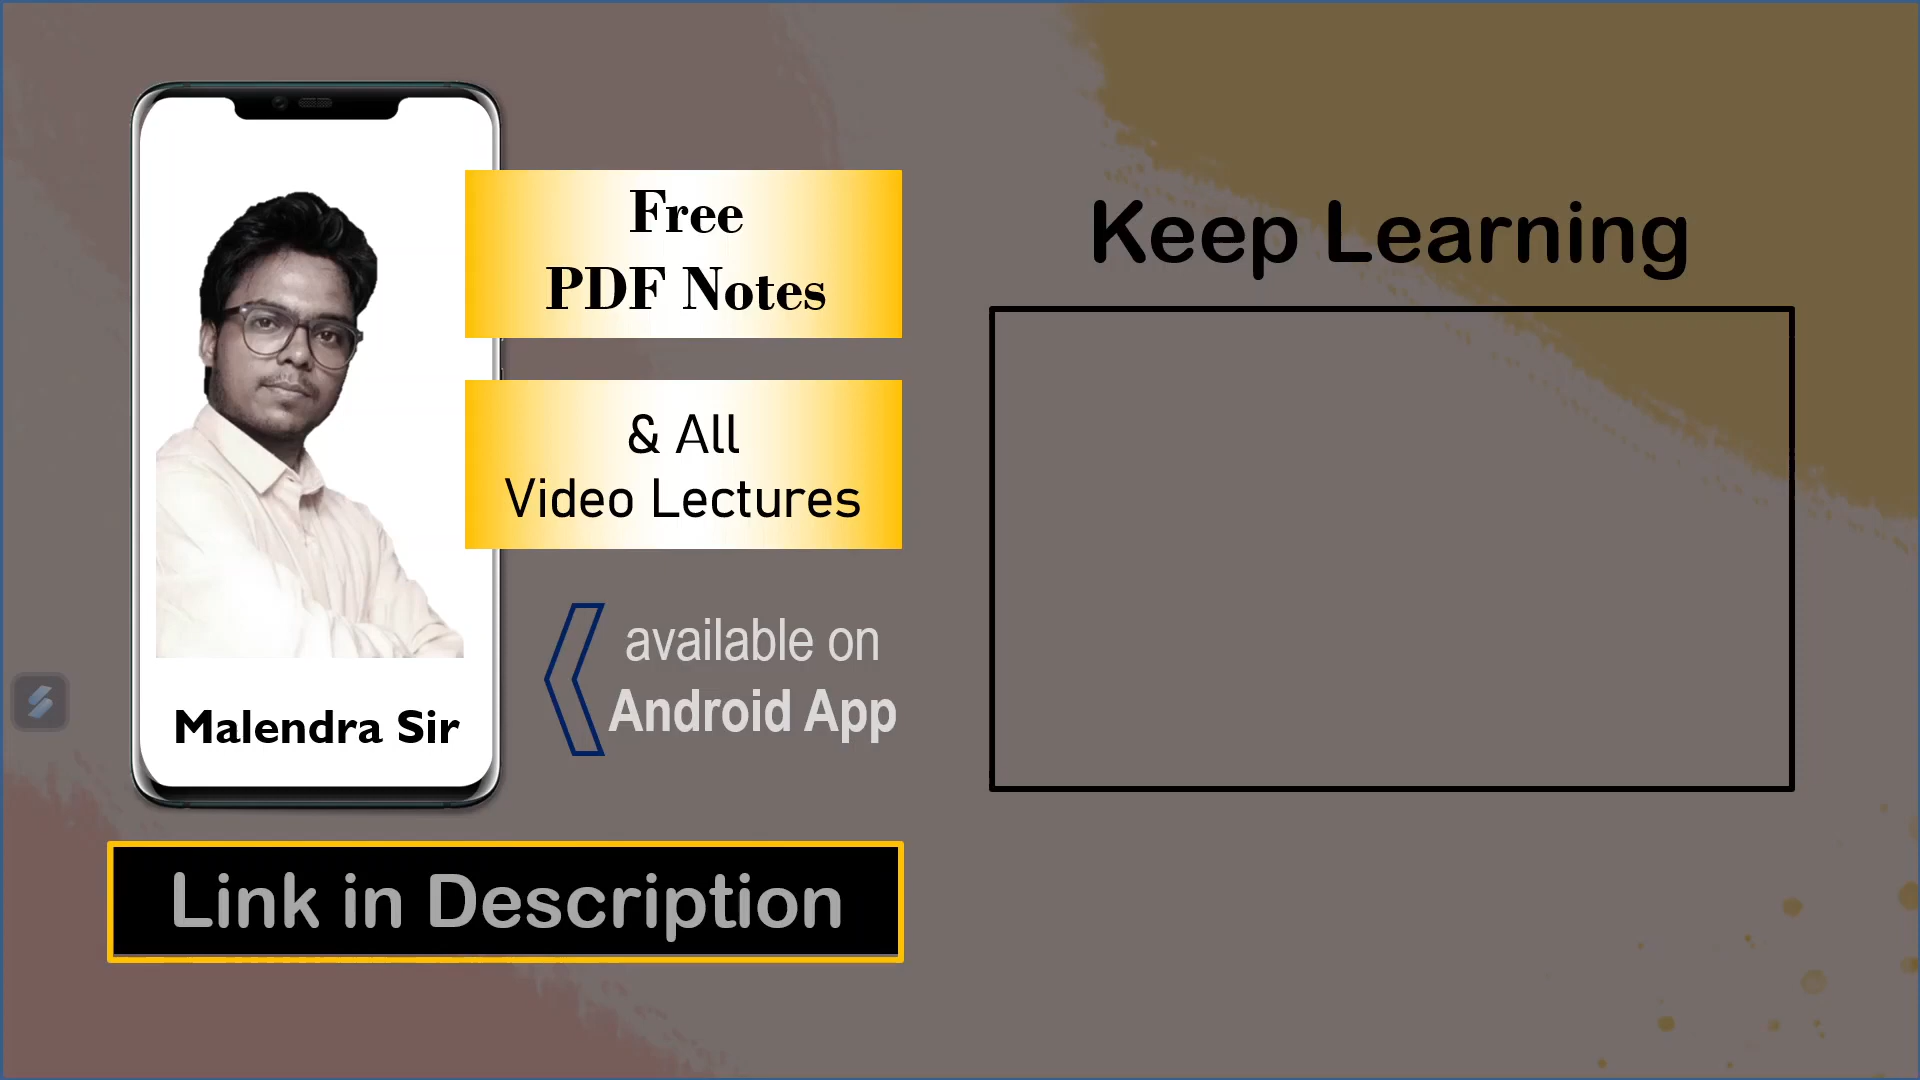 Free
PDF Notes
& All
Video Lectures
available on
Android App
Malendra Sir
Link in Description
Keep Learning